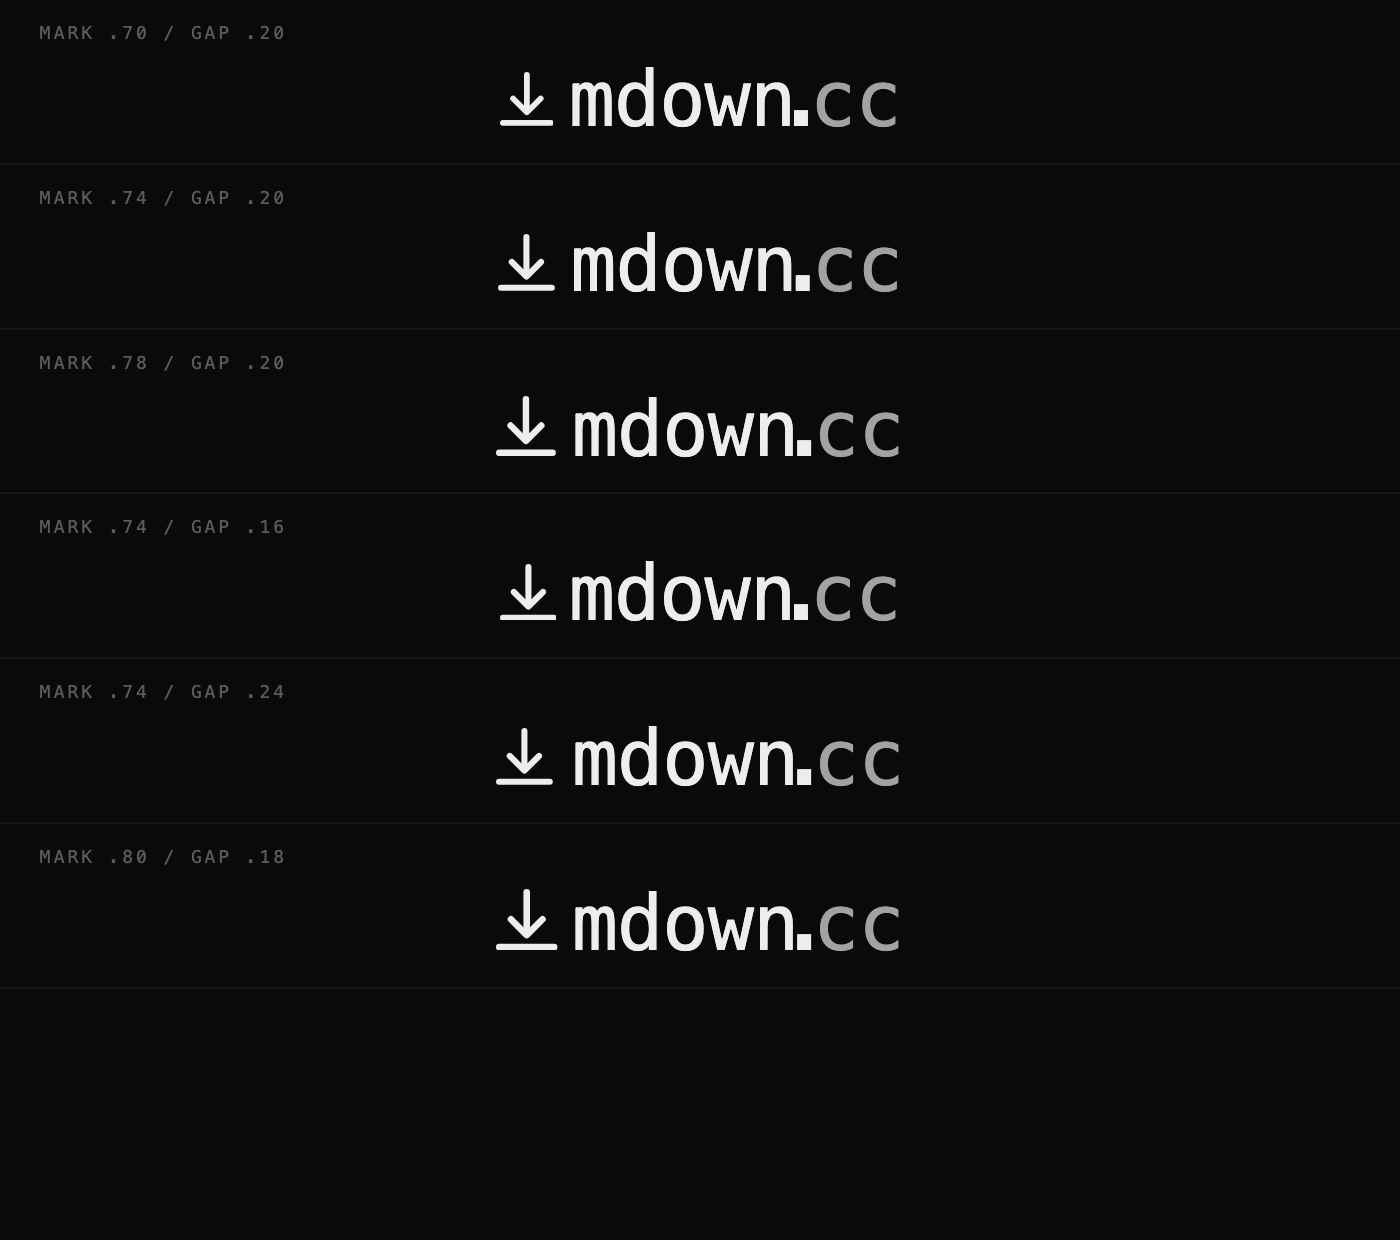 MARK .70 / GAP .20
mdown.cc
MARK .74 / GAP .20
mdown.cc
MARK .78 / GAP .20
mdown.cc
MARK .74 / GAP .16
mdown.cc
MARK .74 / GAP .24
mdown.cc
MARK .80 / GAP .18
mdown.cc